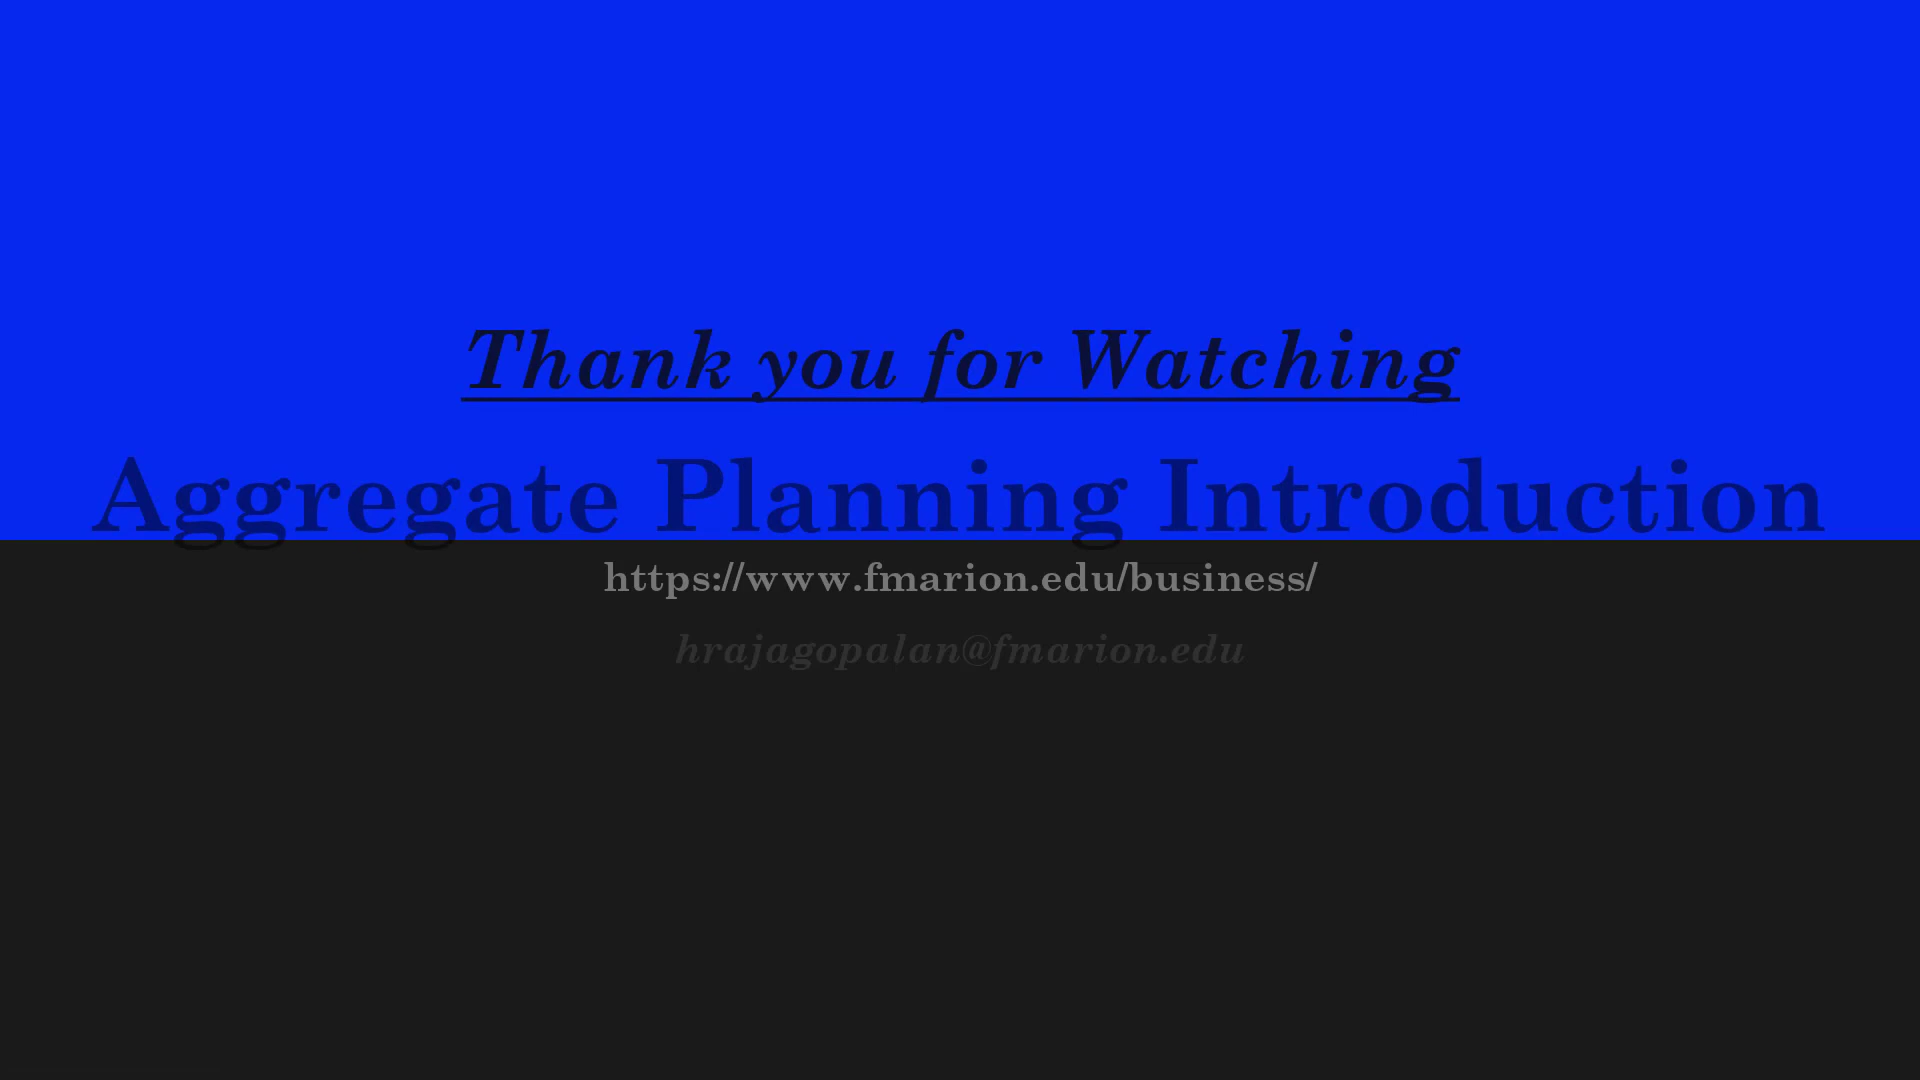 Thank you for Watching
Aggregate Planning Introduction
https://www.fmarion.edu/business/
hrajagopalan@fmarion.edu